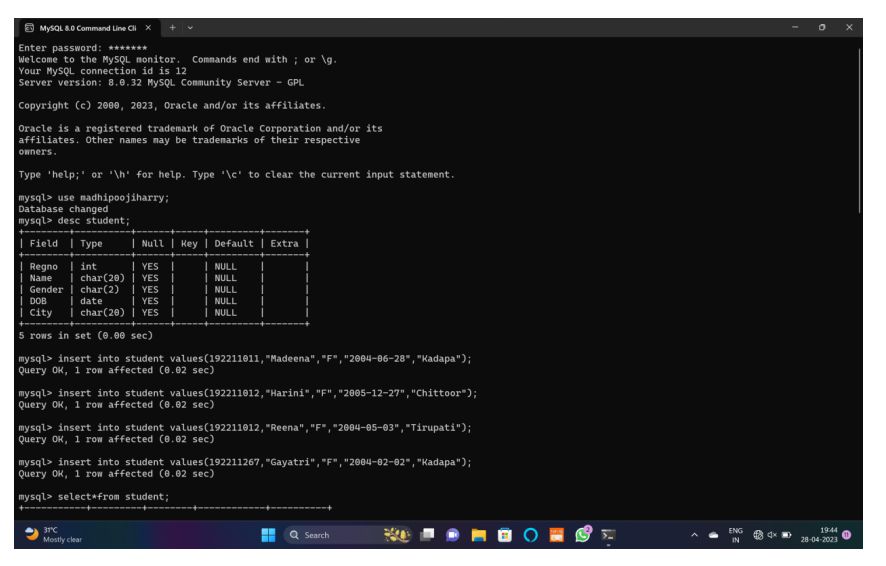 MySQL 8.0 Command Line Cli
Enter password: *******
Welcome to the MySQL monitor.  Commands end with ; or \g.
Your MySQL connection id is 12
Server version: 8.0.32 MySQL Community Server - GPL
Copyright (c) 2000, 2023, Oracle and/or its affiliates.
Oracle is a registered trademark of Oracle Corporation and/or its
affiliates. Other names may be trademarks of their respective
owners.
Type 'help;' or '\h' for help. Type '\c' to clear the current input statement.
mysql> use madhipoojiharry;
Database changed
mysql> desc student;
+--------+----------+------+-----+---------+-------+
| Field  | Type     | Null | Key | Default | Extra |
+--------+----------+------+-----+---------+-------+
| Regno  | int      | YES  |     | NULL    |       |
| Name   | char(20) | YES  |     | NULL    |       |
| Gender | char(2)  | YES  |     | NULL    |       |
| DOB    | date     | YES  |     | NULL    |       |
| City   | char(20) | YES  |     | NULL    |       |
+--------+----------+------+-----+---------+-------+
5 rows in set (0.00 sec)
mysql> insert into student values(192211011,"Madeena","F","2004-06-28","Kadapa");
Query OK, 1 row affected (0.02 sec)
mysql> insert into student values(192211012,"Harini","F","2005-12-27","Chittoor");
Query OK, 1 row affected (0.02 sec)
mysql> insert into student values(192211012,"Reena","F","2004-05-03","Tirupati");
Query OK, 1 row affected (0.02 sec)
mysql> insert into student values(192211267,"Gayatri","F","2004-02-02","Kadapa");
Query OK, 1 row affected (0.02 sec)
mysql> select*from student;
+-----------+---------+--------+------------+----------+
31°C
Mostly clear
Search
ENG
IN
19:44
28-04-2023